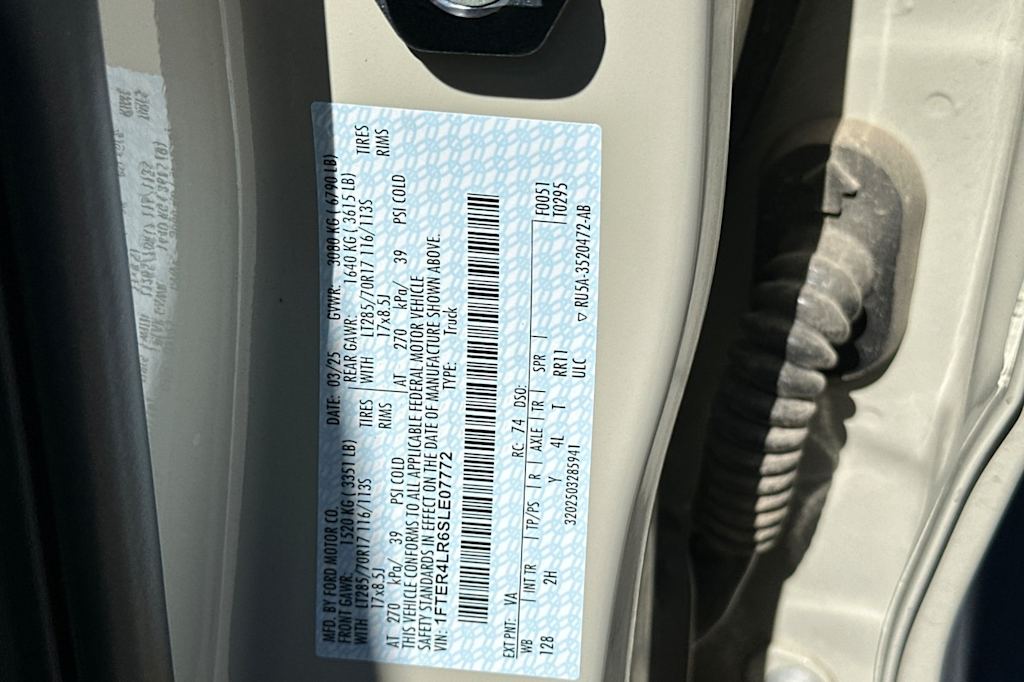 MFD. BY FORD MOTOR CO. DATE: 03/25 GVWR: 3080 KG ( 6790 LB)
FRONT GAWR: 1520 KG ( 3351 LB) REAR GAWR: 1640 KG ( 3615 LB)
WITH LT285/70R17 116/113S TIRES WITH LT285/70R17 116/113S TIRES
17x8.5J RIMS 17x8.5J RIMS
AT 270 kPa/ 39 PSI COLD AT 270 kPa/ 39 PSI COLD
THIS VEHICLE CONFORMS TO ALL APPLICABLE FEDERAL MOTOR VEHICLE
SAFETY STANDARDS IN EFFECT ON THE DATE OF MANUFACTURE SHOWN ABOVE.
VIN: 1FTER4LR6SLE07772 TYPE: Truck
EXT PNT: VA RC: 74 DSO: F0051
WB INT TR TP/PS R AXLE TR SPR T0295
128 2H Y 4L T RR11
320250328594I ULC ▽ RU5A-3520472-AB